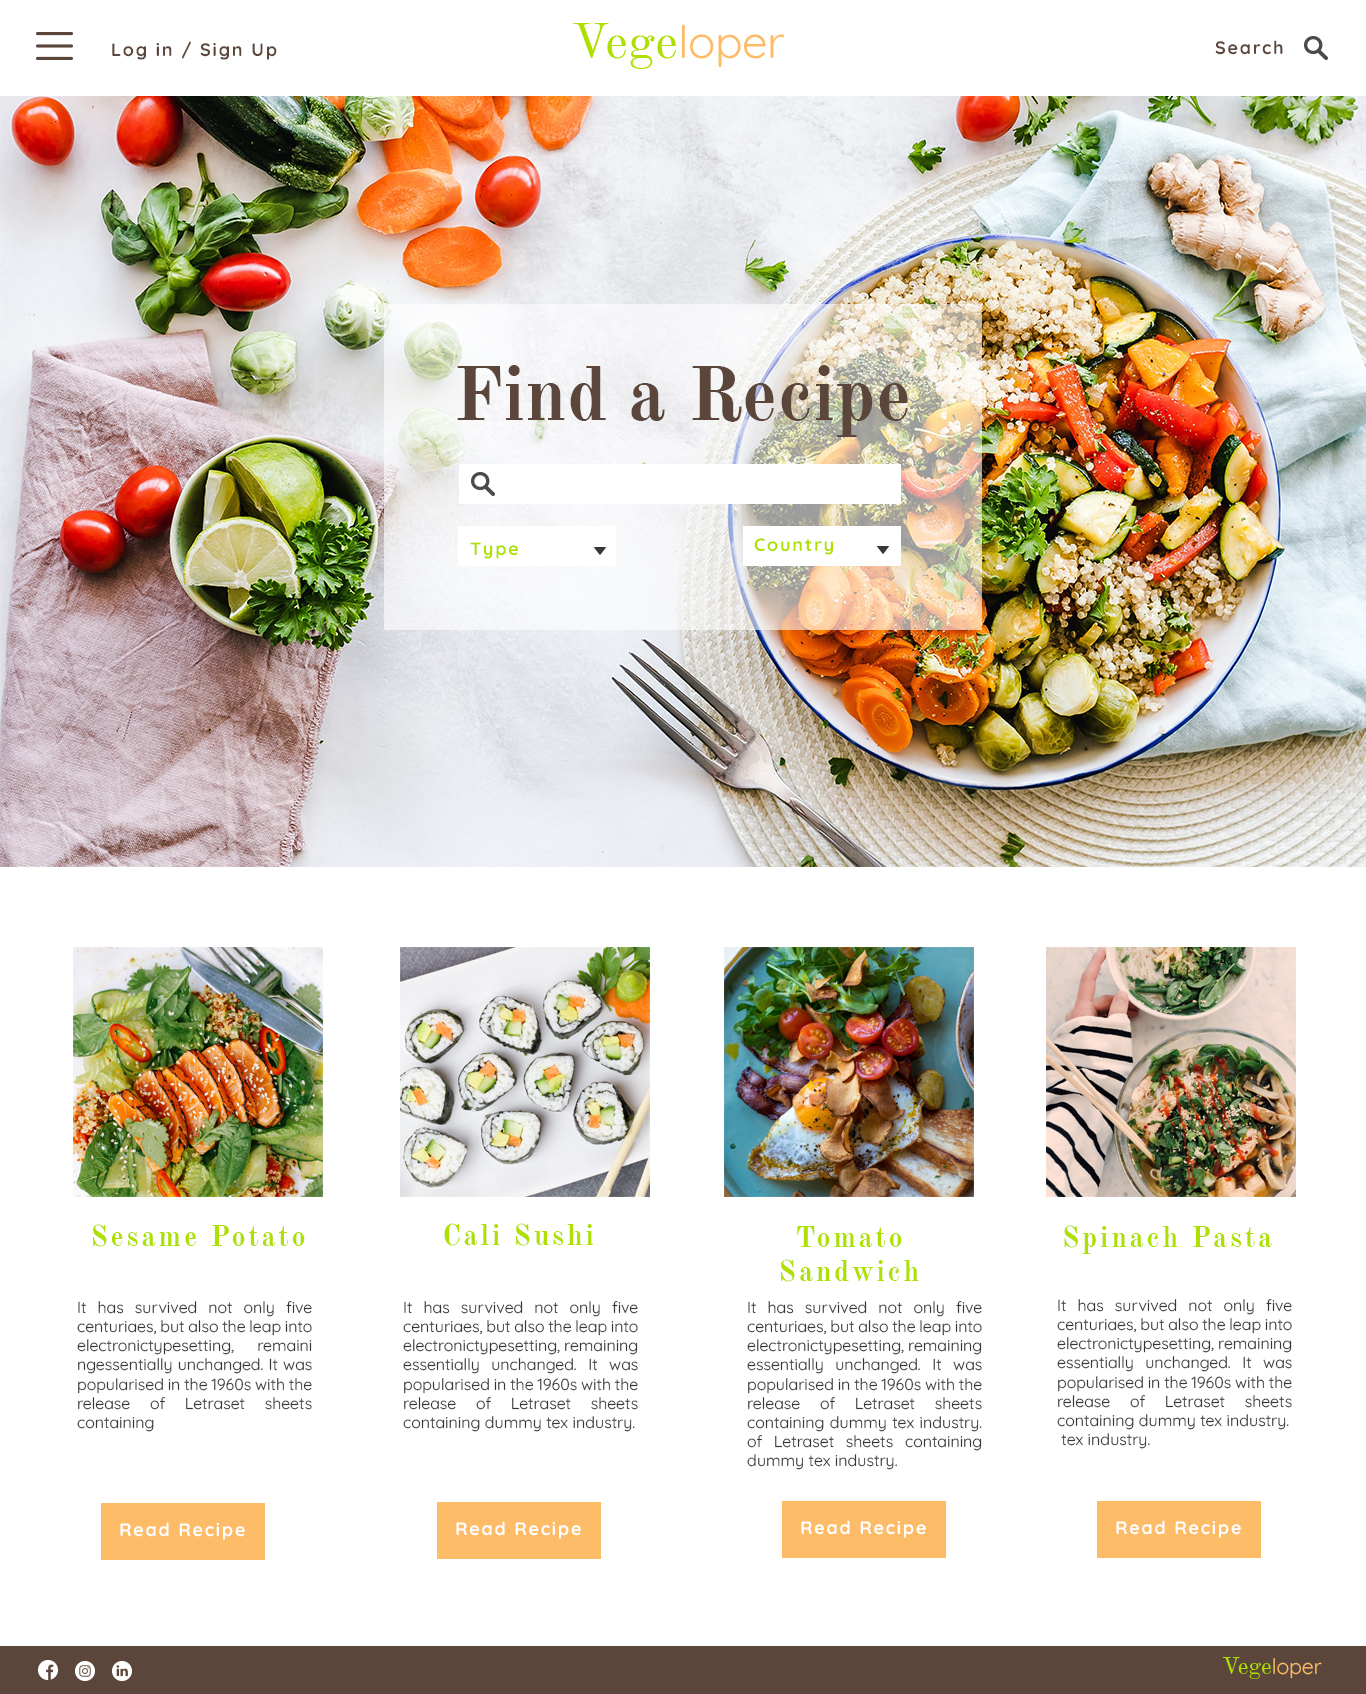 Log in / Sign Up
Vegeloper
Search
Find a Recipe
Type
Country
Sesame Potato
It has survived not only five
centuriaes, but also the leap into
electronictypesetting, remaini
ngessentially unchanged. It was
popularised in the 1960s with the
release of Letraset sheets
containing
Read Recipe
Cali Sushi
It has survived not only five
centuriaes, but also the leap into
electronictypesetting, remaining
essentially unchanged. It was
popularised in the 1960s with the
release of Letraset sheets
containing dummy tex industry.
Read Recipe
Tomato
Sandwich
It has survived not only five
centuriaes, but also the leap into
electronictypesetting, remaining
essentially unchanged. It was
popularised in the 1960s with the
release of Letraset sheets
containing dummy tex industry.
of Letraset sheets containing
dummy tex industry.
Read Recipe
Spinach Pasta
It has survived not only five
centuriaes, but also the leap into
electronictypesetting, remaining
essentially unchanged. It was
popularised in the 1960s with the
release of Letraset sheets
containing dummy tex industry.
tex industry.
Read Recipe
Vegeloper